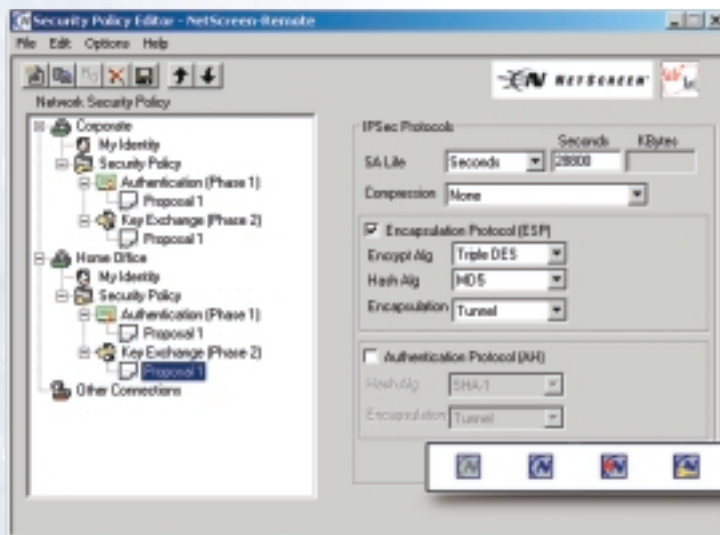 Security Policy Editor - NetScreen-Remote
File Edit Options Help
NETSCREEN
Network Security Policy
Corporate
My Identity
Security Policy
Authentication (Phase 1)
Proposal 1
Key Exchange (Phase 2)
Proposal 1
Home Office
My Identity
Security Policy
Authentication (Phase 1)
Proposal 1
Key Exchange (Phase 2)
Proposal 1
Other Connections
IPSec Protocols
Seconds KBytes
SA Life Seconds 28800
Compression None
Encapsulation Protocol (ESP)
Encrypt Alg Triple DES
Hash Alg MD5
Encapsulation Tunnel
Authentication Protocol (AH)
Hash Alg SHA-1
Encapsulation Tunnel
N N N N